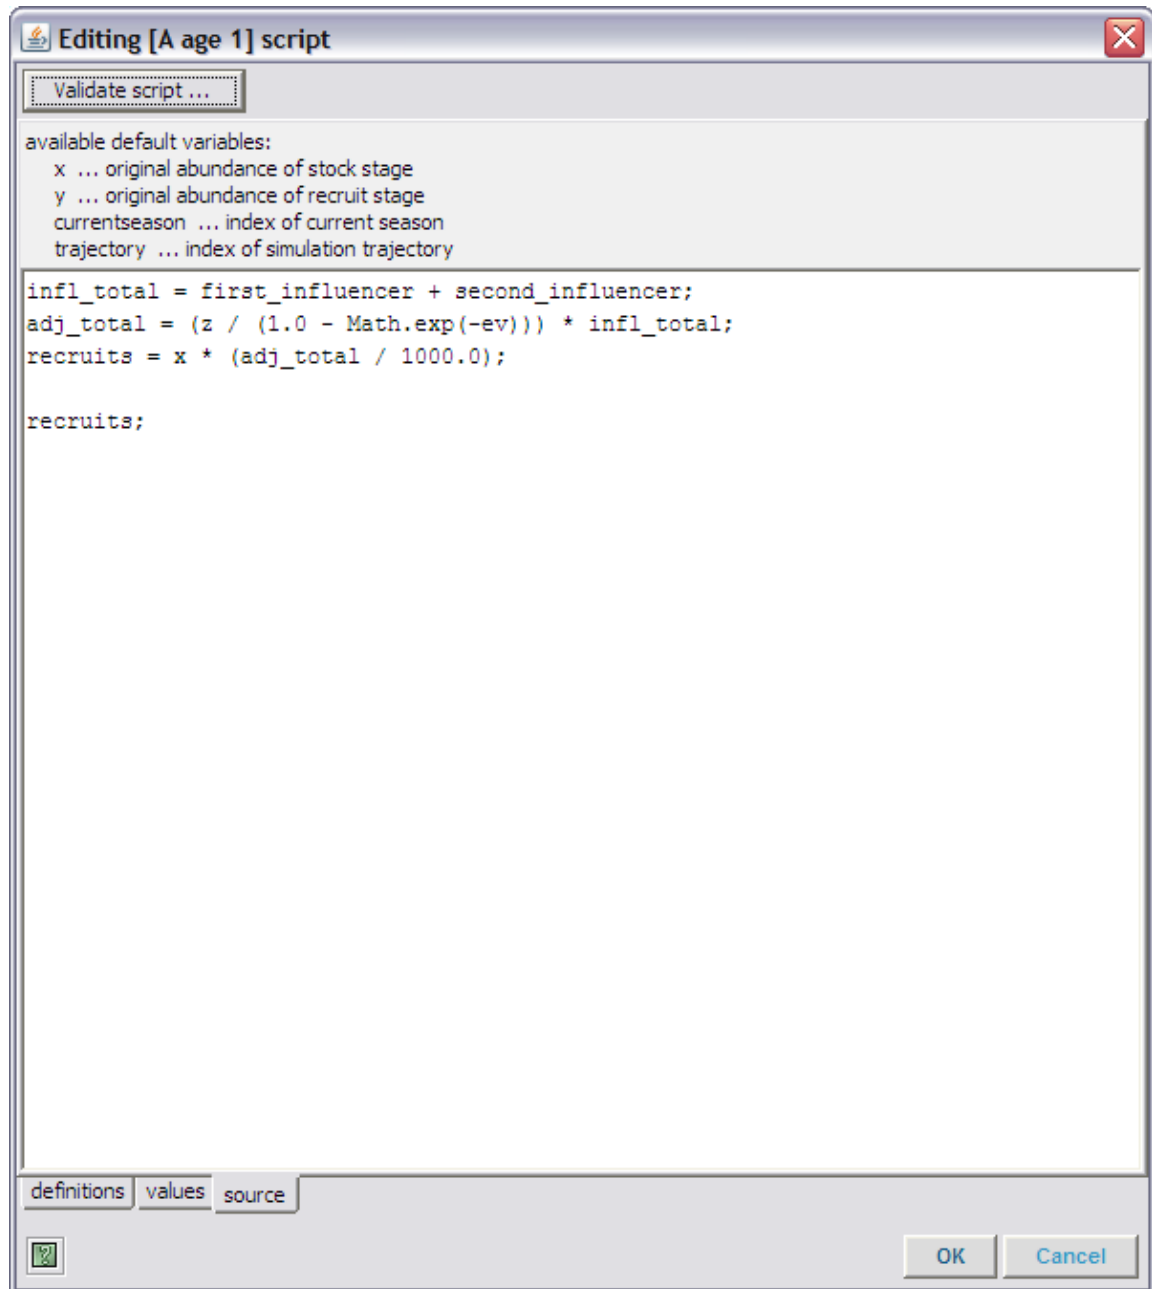 Editing [A age 1] script
Validate script ...
available default variables:
x ... original abundance of stock stage
y ... original abundance of recruit stage
currentseason ... index of current season
trajectory ... index of simulation trajectory
infl_total = first_influencer + second_influencer;
adj_total = (z / (1.0 - Math.exp(-ev))) * infl_total;
recruits = x * (adj_total / 1000.0);
recruits;
definitions values source
? OK Cancel